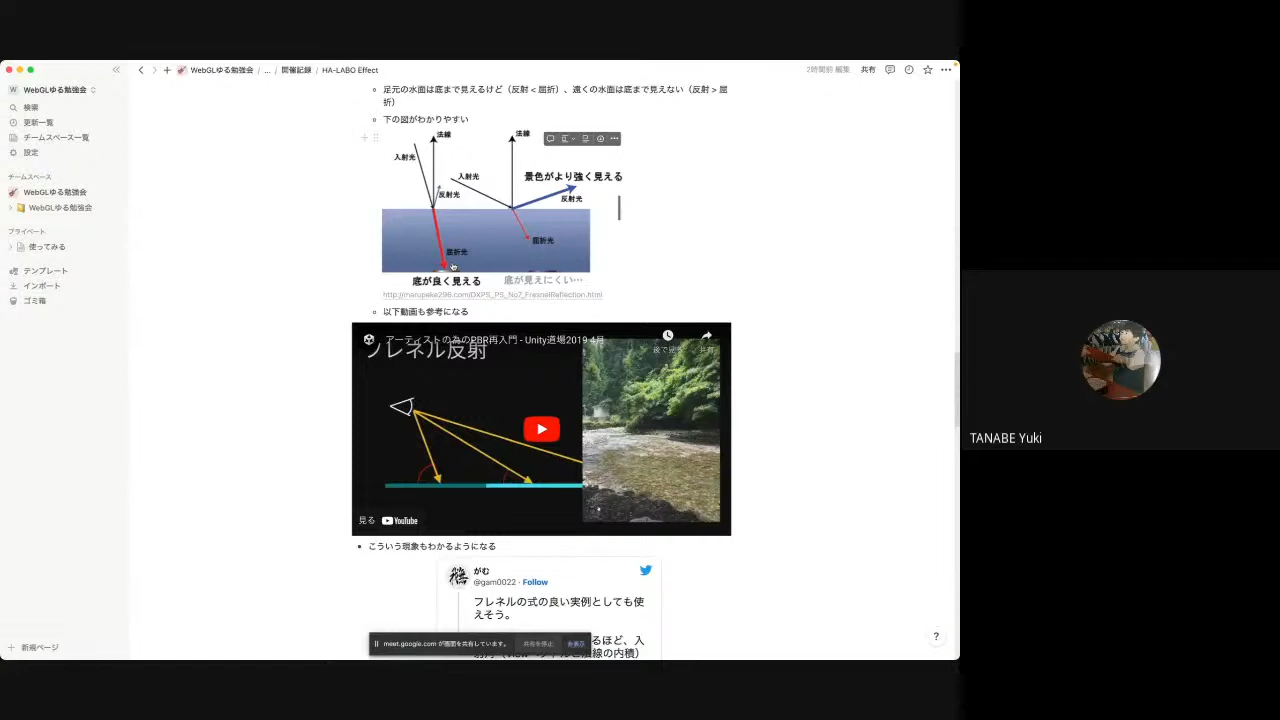 WebGLゆる勉強会 / ... / 開催記録 / HA-LABO Effect
2時間前 編集 共有
W WebGLゆる勉強会
検索
更新一覧
チームスペース一覧
設定
チームスペース
WebGLゆる勉強会
WebGLゆる勉強会
プライベート
使ってみる
テンプレート
インポート
ゴミ箱
新規ページ
足元の水面は底まで見えるけど（反射 < 屈折）、遠くの水面は底まで見えない（反射 > 屈
折）
下の図がわかりやすい
法線
法線
入射光
入射光
景色がより強く見える
反射光
反射光
屈折光
屈折光
底が良く見える
底が見えにくい…
http://marupeke296.com/DXPS_PS_No7_FresnelReflection.html
以下動画も参考になる
アーティストの為のPBR再入門 - Unity道場2019 4月
フレネル反射
後で見る
共有
見る YouTube
こういう現象もわかるようになる
がむ
@gam0022 · Follow
フレネルの式の良い実例としても使
えそう。
るほど、入
meet.google.com が画面を共有しています。 共有を停止 非表示
?
TANABE Yuki